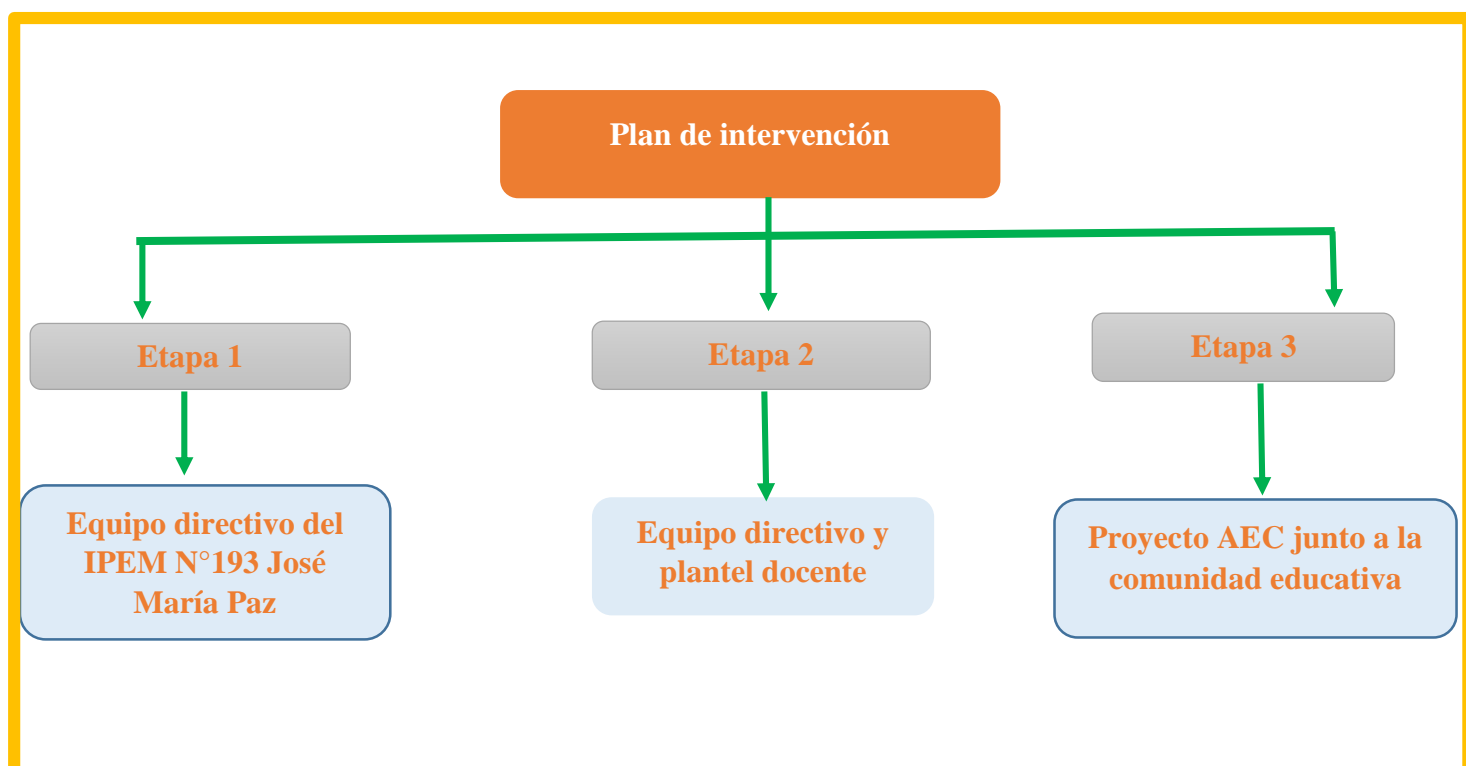 Plan de intervención
Etapa 1
Etapa 2
Etapa 3
Equipo directivo del
IPEM N°193 José
María Paz
Equipo directivo y
plantel docente
Proyecto AEC junto a la
comunidad educativa